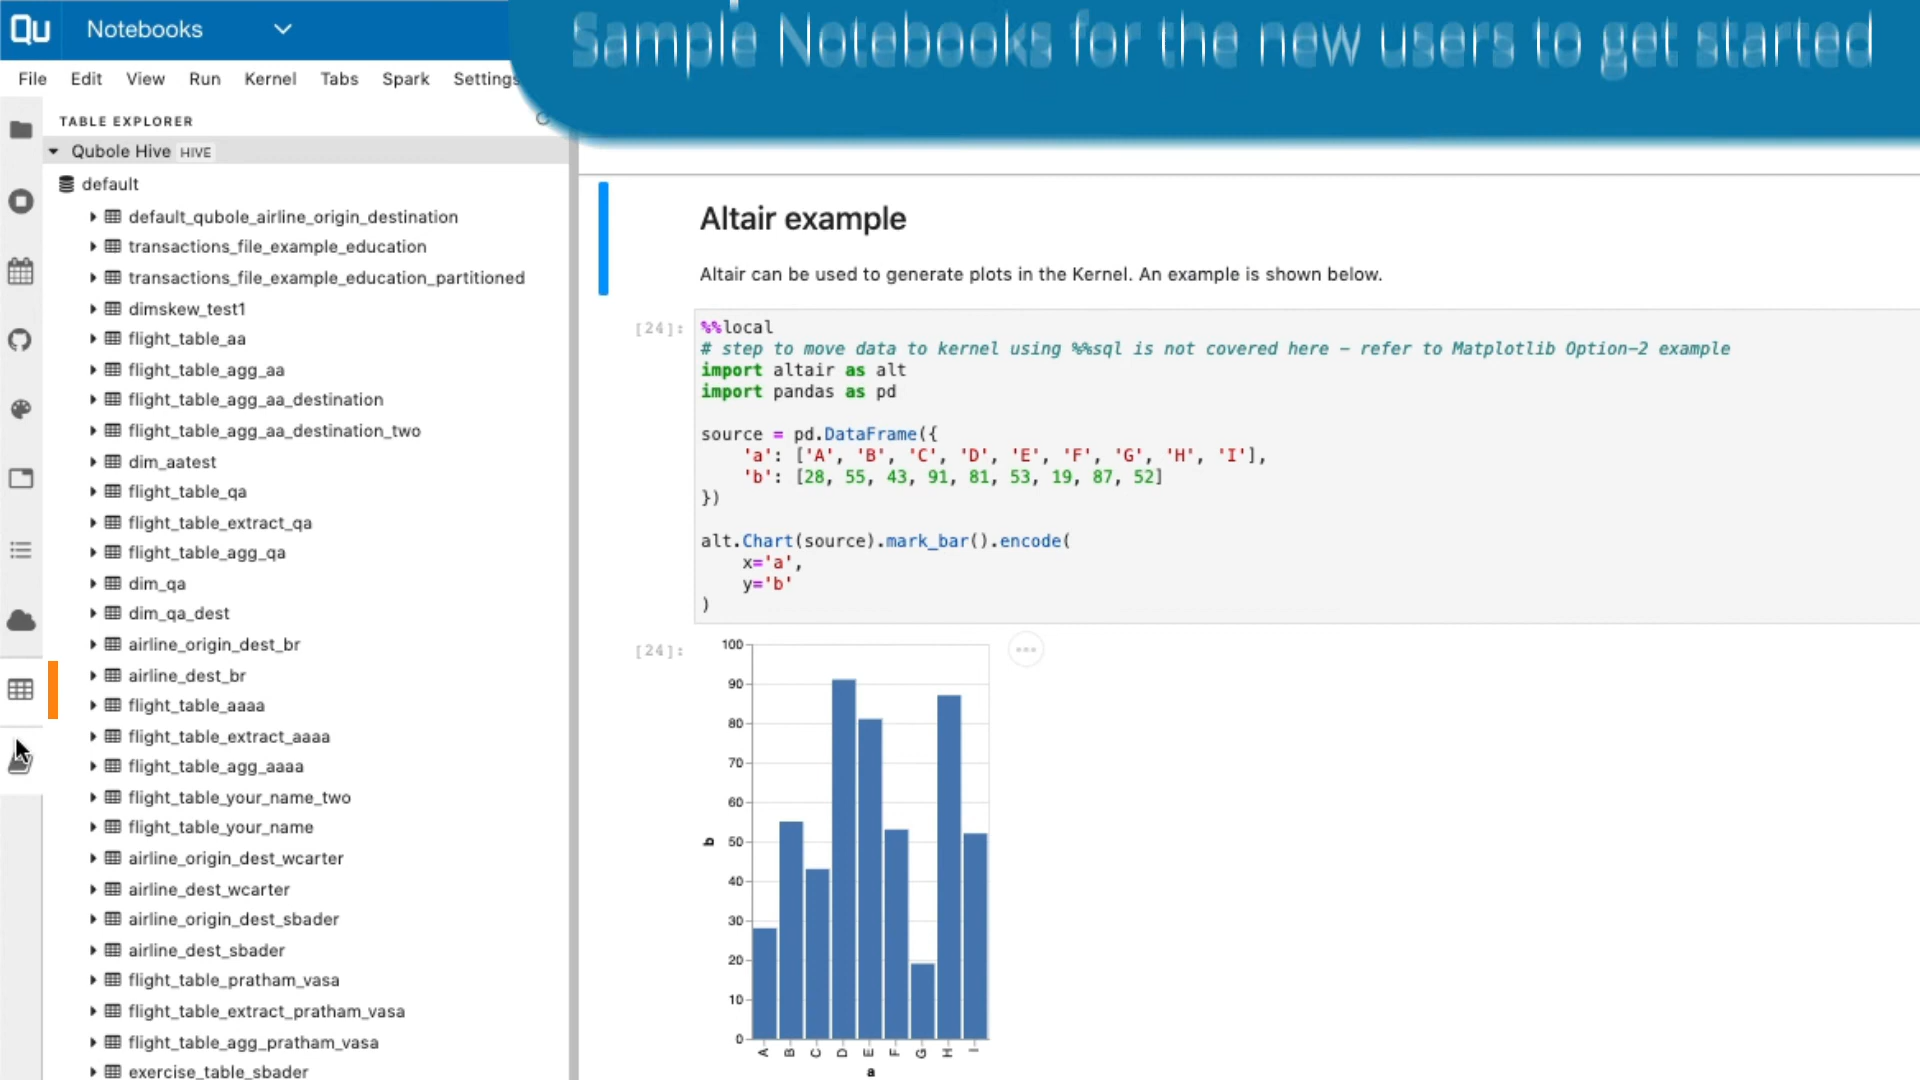 Qu Notebooks
Sample Notebooks for the new users to get started
File Edit View Run Kernel Tabs Spark Settings
TABLE EXPLORER
Qubole Hive HIVE
default
default_qubole_airline_origin_destination
transactions_file_example_education
transactions_file_example_education_partitioned
dimskew_test1
flight_table_aa
flight_table_agg_aa
flight_table_agg_aa_destination
flight_table_agg_aa_destination_two
dim_aatest
flight_table_qa
flight_table_extract_qa
flight_table_agg_qa
dim_qa
dim_qa_dest
airline_origin_dest_br
airline_dest_br
flight_table_aaaa
flight_table_extract_aaaa
flight_table_agg_aaaa
flight_table_your_name_two
flight_table_your_name
airline_origin_dest_wcarter
airline_dest_wcarter
airline_origin_dest_sbader
airline_dest_sbader
flight_table_pratham_vasa
flight_table_extract_pratham_vasa
flight_table_agg_pratham_vasa
exercise_table_sbader
Altair example
Altair can be used to generate plots in the Kernel. An example is shown below.
[24]:
%%local
# step to move data to kernel using %%sql is not covered here – refer to Matplotlib Option-2 example
import altair as alt
import pandas as pd
source = pd.DataFrame({
'a': ['A', 'B', 'C', 'D', 'E', 'F', 'G', 'H', 'I'],
'b': [28, 55, 43, 91, 81, 53, 19, 87, 52]
})
alt.Chart(source).mark_bar().encode(
x='a',
y='b'
)
[24]:
100
90
80
70
60
50
40
30
20
10
0
b
A B C D E F G H I
a